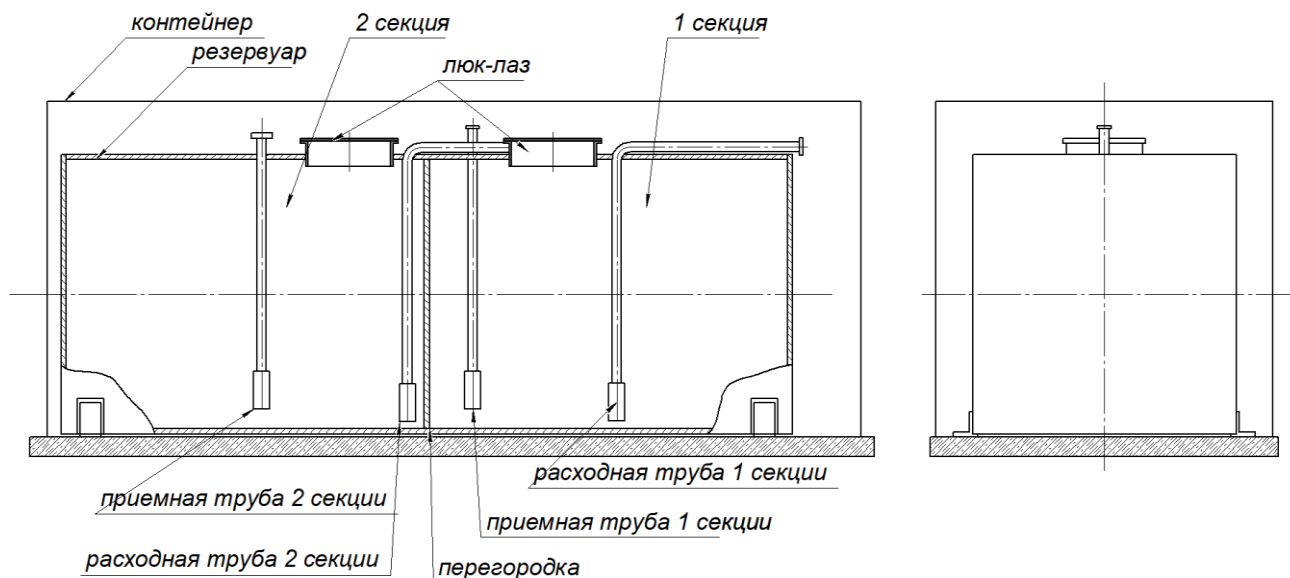 контейнер
2 секция
1 секция
резервуар
люк-лаз
расходная труба 1 секции
приемная труба 2 секции
приемная труба 1 секции
расходная труба 2 секции
перегородка